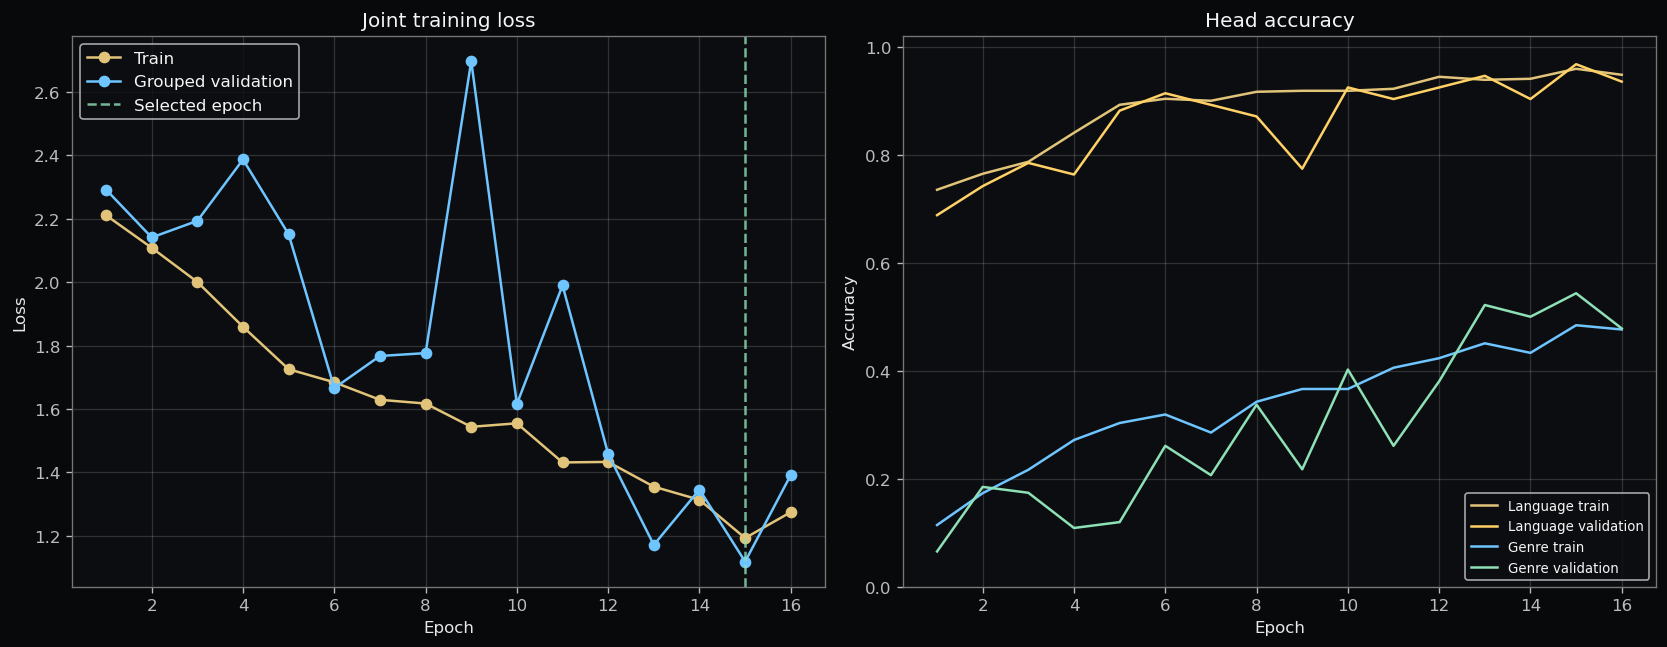 Joint training loss
Train
Grouped validation
Selected epoch
2.6
2.4
2.2
2.0
1.8
1.6
1.4
1.2
Loss
2 4 6 8 10 12 14 16
Epoch
Head accuracy
1.0
0.8
0.6
0.4
0.2
0.0
Accuracy
Language train
Language validation
Genre train
Genre validation
2 4 6 8 10 12 14 16
Epoch